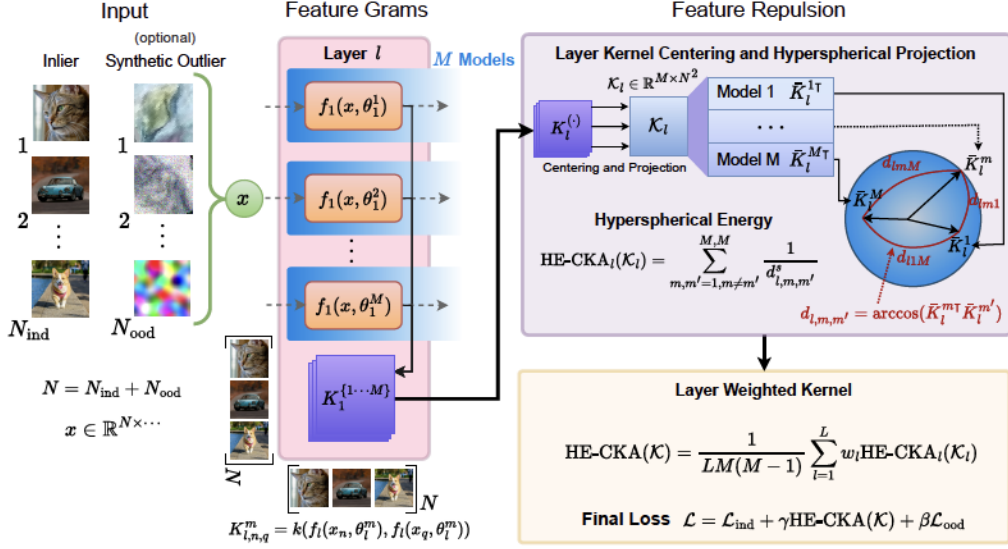 Input
Feature Grams
Feature Repulsion
(optional)
Inlier
Synthetic Outlier
1
1
2
2
⋮
⋮
N_ind
N_ood
N = N_ind + N_ood
x ∈ ℝ^{N×⋯}
x
Layer l
M Models
f_1(x, θ_1^1)
f_1(x, θ_1^2)
⋮
f_1(x, θ_1^M)
K_1^{{1⋯M}}
N
N
K_{l,n,q}^m = k(f_l(x_n, θ_l^m), f_l(x_q, θ_l^m))
Layer Kernel Centering and Hyperspherical Projection
𝒦_l ∈ ℝ^{M×N^2}
K_l^{(·)}
𝒦_l
Centering and Projection
Model 1 K̄_l^{1⊤}
⋯
Model M K̄_l^{M⊤}
d_{lmM}
K̄_l^m
K̄_l^M
d_{lm1}
K̄_l^1
d_{l1M}
Hyperspherical Energy
HE-CKA_l(𝒦_l) = ∑_{m,m'=1,m≠m'}^{M,M} 1/d_{l,m,m'}^s
d_{l,m,m'} = arccos(K̄_l^{m⊤} K̄_l^{m'})
Layer Weighted Kernel
HE-CKA(𝒦) = 1/(LM(M − 1)) ∑_{l=1}^{L} w_l HE-CKA_l(𝒦_l)
Final Loss ℒ = ℒ_ind + γHE-CKA(𝒦) + βℒ_ood